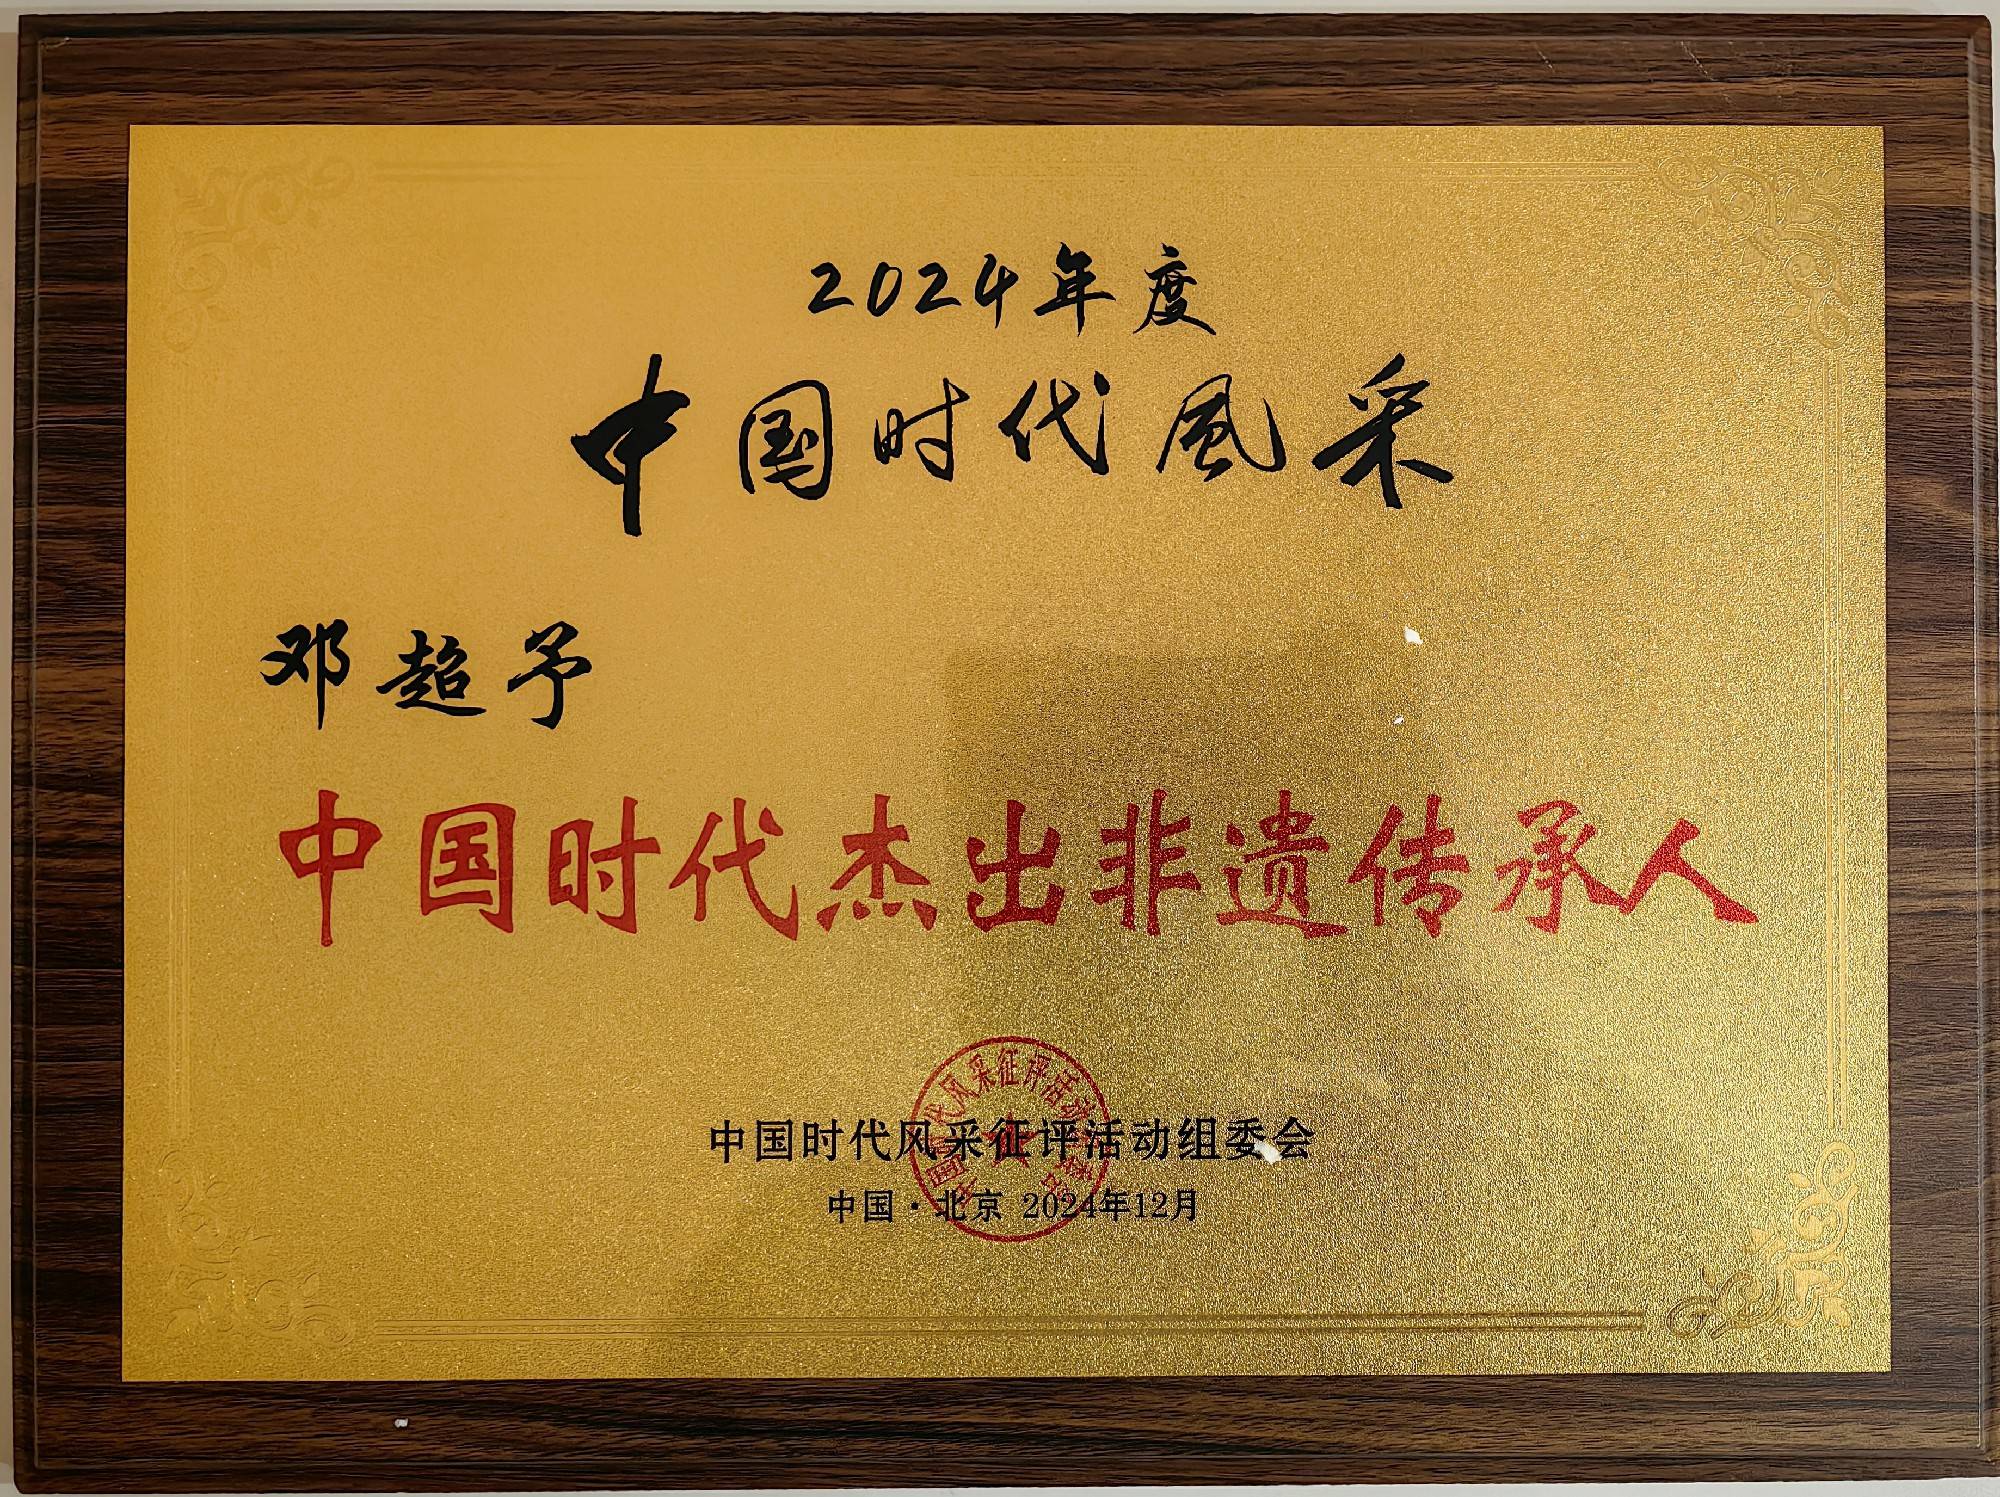 2024年度
中国时代風采
邓超予
中国时代杰出非遗传承人
中国时代风采征评活动组委会
中国·北京 2024年12月